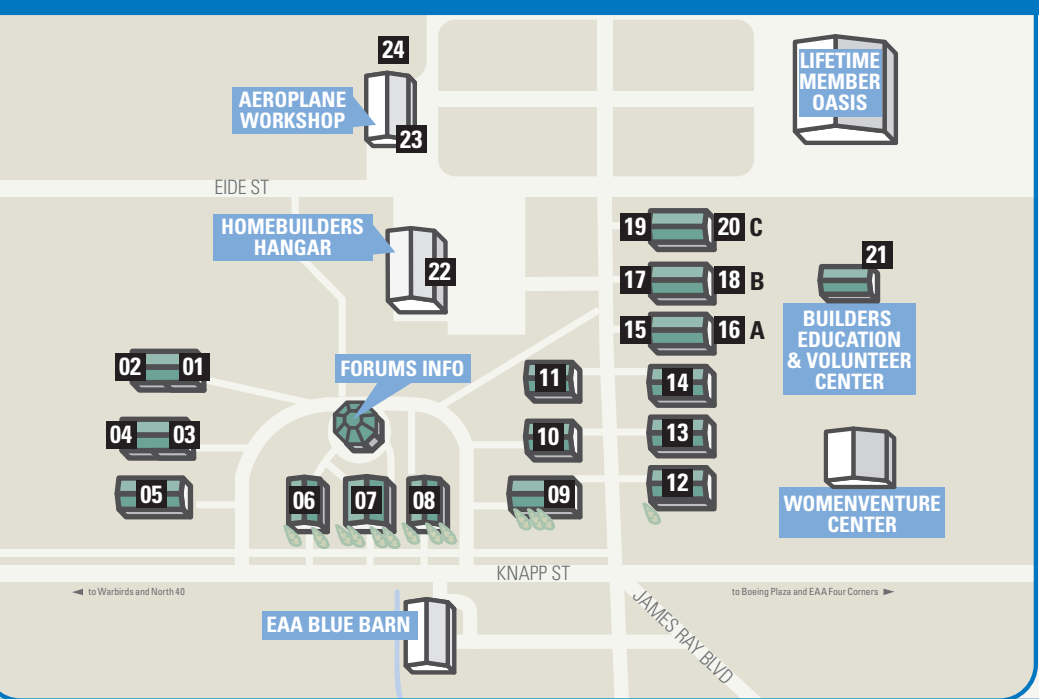 24
AEROPLANE
WORKSHOP
23
LIFETIME
MEMBER
OASIS
EIDE ST
HOMEBUILDERS
HANGAR
22
19 20 C
17 18 B
15 16 A
21
BUILDERS
EDUCATION
& VOLUNTEER
CENTER
02 01
FORUMS INFO
11
14
04 03
10
13
05
06
07
08
09
12
WOMENVENTURE
CENTER
KNAPP ST
◄ to Warbirds and North 40
to Boeing Plaza and EAA Four Corners ►
EAA BLUE BARN
JAMES RAY BLVD